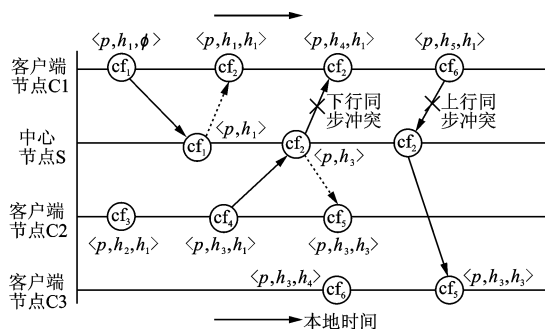 ⟨p,h₁,ϕ⟩ ⟨p,h₁,h₁⟩ ⟨p,h₄,h₁⟩ ⟨p,h₅,h₁⟩
客户端
节点C1
cf₁ cf₂ cf₂ cf₆
下行同
步冲突
上行同
步冲突
中心
节点S
cf₁ ⟨p,h₁⟩ cf₂ ⟨p,h₃⟩ cf₂
客户端
节点C2
cf₃ cf₄ cf₅
⟨p,h₂,h₁⟩ ⟨p,h₃,h₁⟩ ⟨p,h₃,h₃⟩
客户端
节点C3
⟨p,h₃,h₄⟩ cf₆ cf₅ ⟨p,h₃,h₃⟩
本地时间